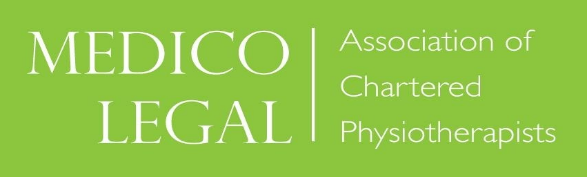 MEDICO
LEGAL
Association of
Chartered
Physiotherapists